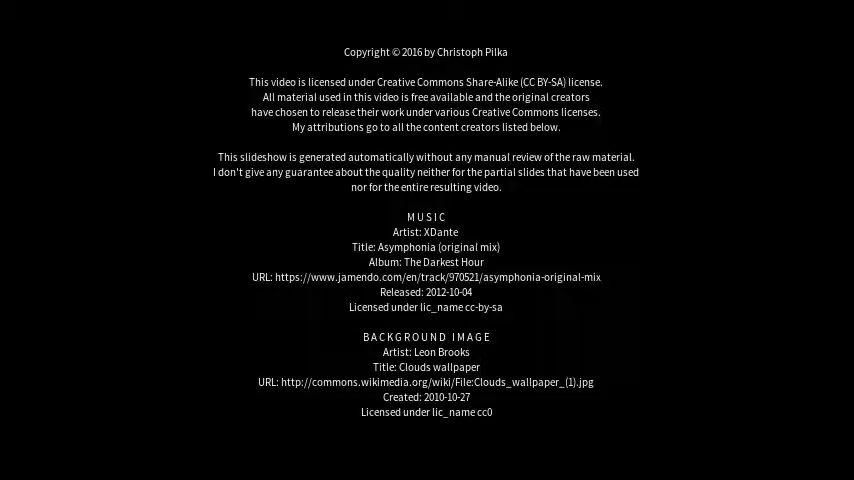 Copyright © 2016 by Christoph Pilka
This video is licensed under Creative Commons Share-Alike (CC BY-SA) license.
All material used in this video is free available and the original creators
have chosen to release their work under various Creative Commons licenses.
My attributions go to all the content creators listed below.
This slideshow is generated automatically without any manual review of the raw material.
I don't give any guarantee about the quality neither for the partial slides that have been used
nor for the entire resulting video.
M U S I C
Artist: XDante
Title: Asymphonia (original mix)
Album: The Darkest Hour
URL: https://www.jamendo.com/en/track/970521/asymphonia-original-mix
Released: 2012-10-04
Licensed under lic_name cc-by-sa
B A C K G R O U N D   I M A G E
Artist: Leon Brooks
Title: Clouds wallpaper
URL: http://commons.wikimedia.org/wiki/File:Clouds_wallpaper_(1).jpg
Created: 2010-10-27
Licensed under lic_name cc0